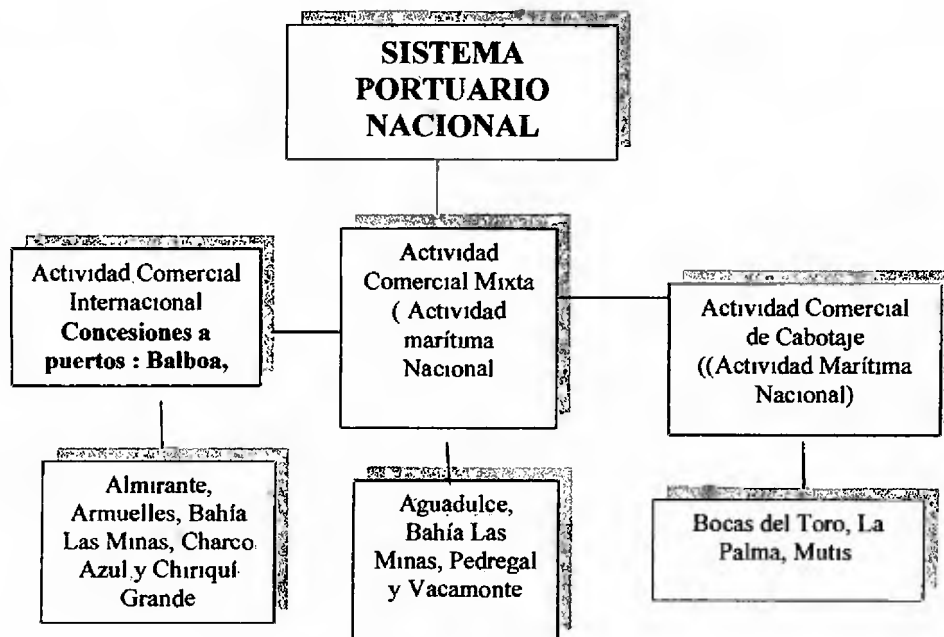 SISTEMA
PORTUARIO
NACIONAL
Actividad Comercial
Internacional
Concesiones a
puertos : Balboa,
Actividad
Comercial Mixta
( Actividad
marítima
Nacional
Actividad Comercial
de Cabotaje
((Actividad Marítima
Nacional)
Almirante,
Armuelles, Bahía
Las Minas, Charco
Azul y Chiriquí
Grande
Aguadulce,
Bahía Las
Minas, Pedregal
y Vacamonte
Bocas del Toro, La
Palma, Mutis